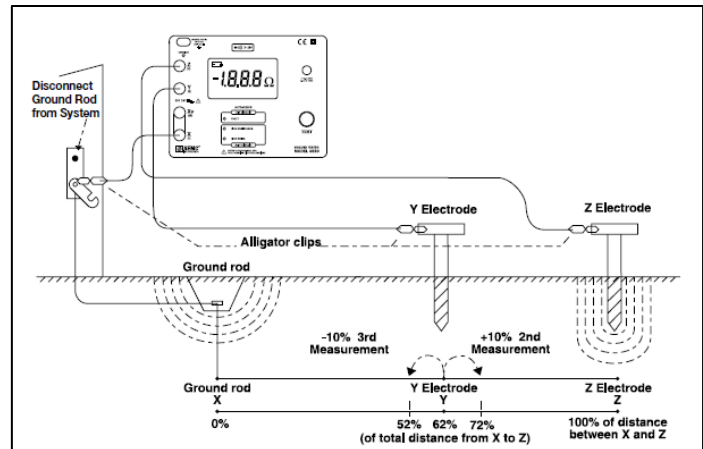 Disconnect
Ground Rod
from System
-1.8.8.8 Ω
Y Electrode
Z Electrode
Alligator clips
Ground rod
-10% 3rd
Measurement
+10% 2nd
Measurement
Ground rod
X
Y Electrode
Y
Z Electrode
Z
0%
52%
62%
72%
100% of distance
between X and Z
(of total distance from X to Z)